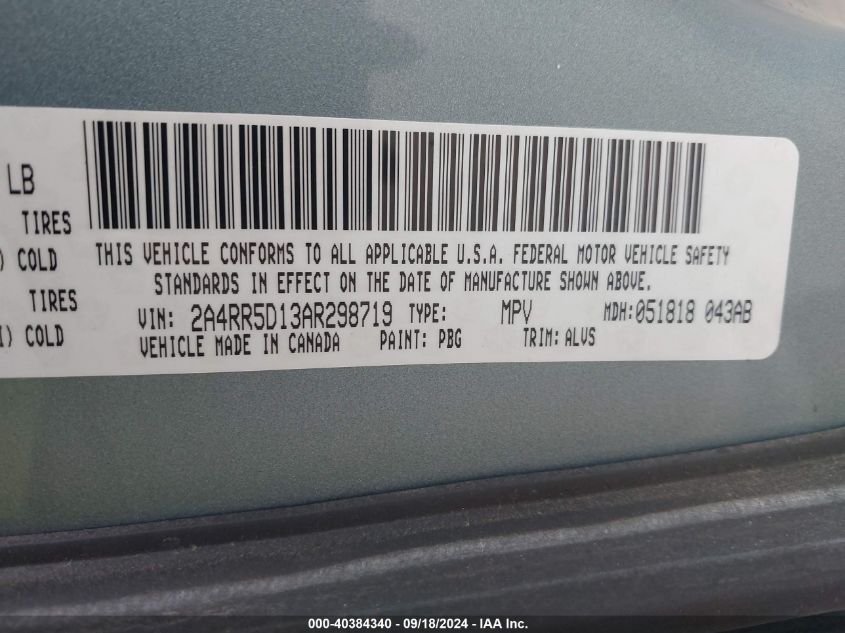 LB
TIRES
) COLD
TIRES
I) COLD
THIS VEHICLE CONFORMS TO ALL APPLICABLE U.S.A. FEDERAL MOTOR VEHICLE SAFETY
STANDARDS IN EFFECT ON THE DATE OF MANUFACTURE SHOWN ABOVE.
VIN: 2A4RR5D13AR298719 TYPE: MPV MDH:051818 043AB
VEHICLE MADE IN CANADA PAINT: PBG TRIM: ALVS
000-40384340 - 09/18/2024 - IAA Inc.